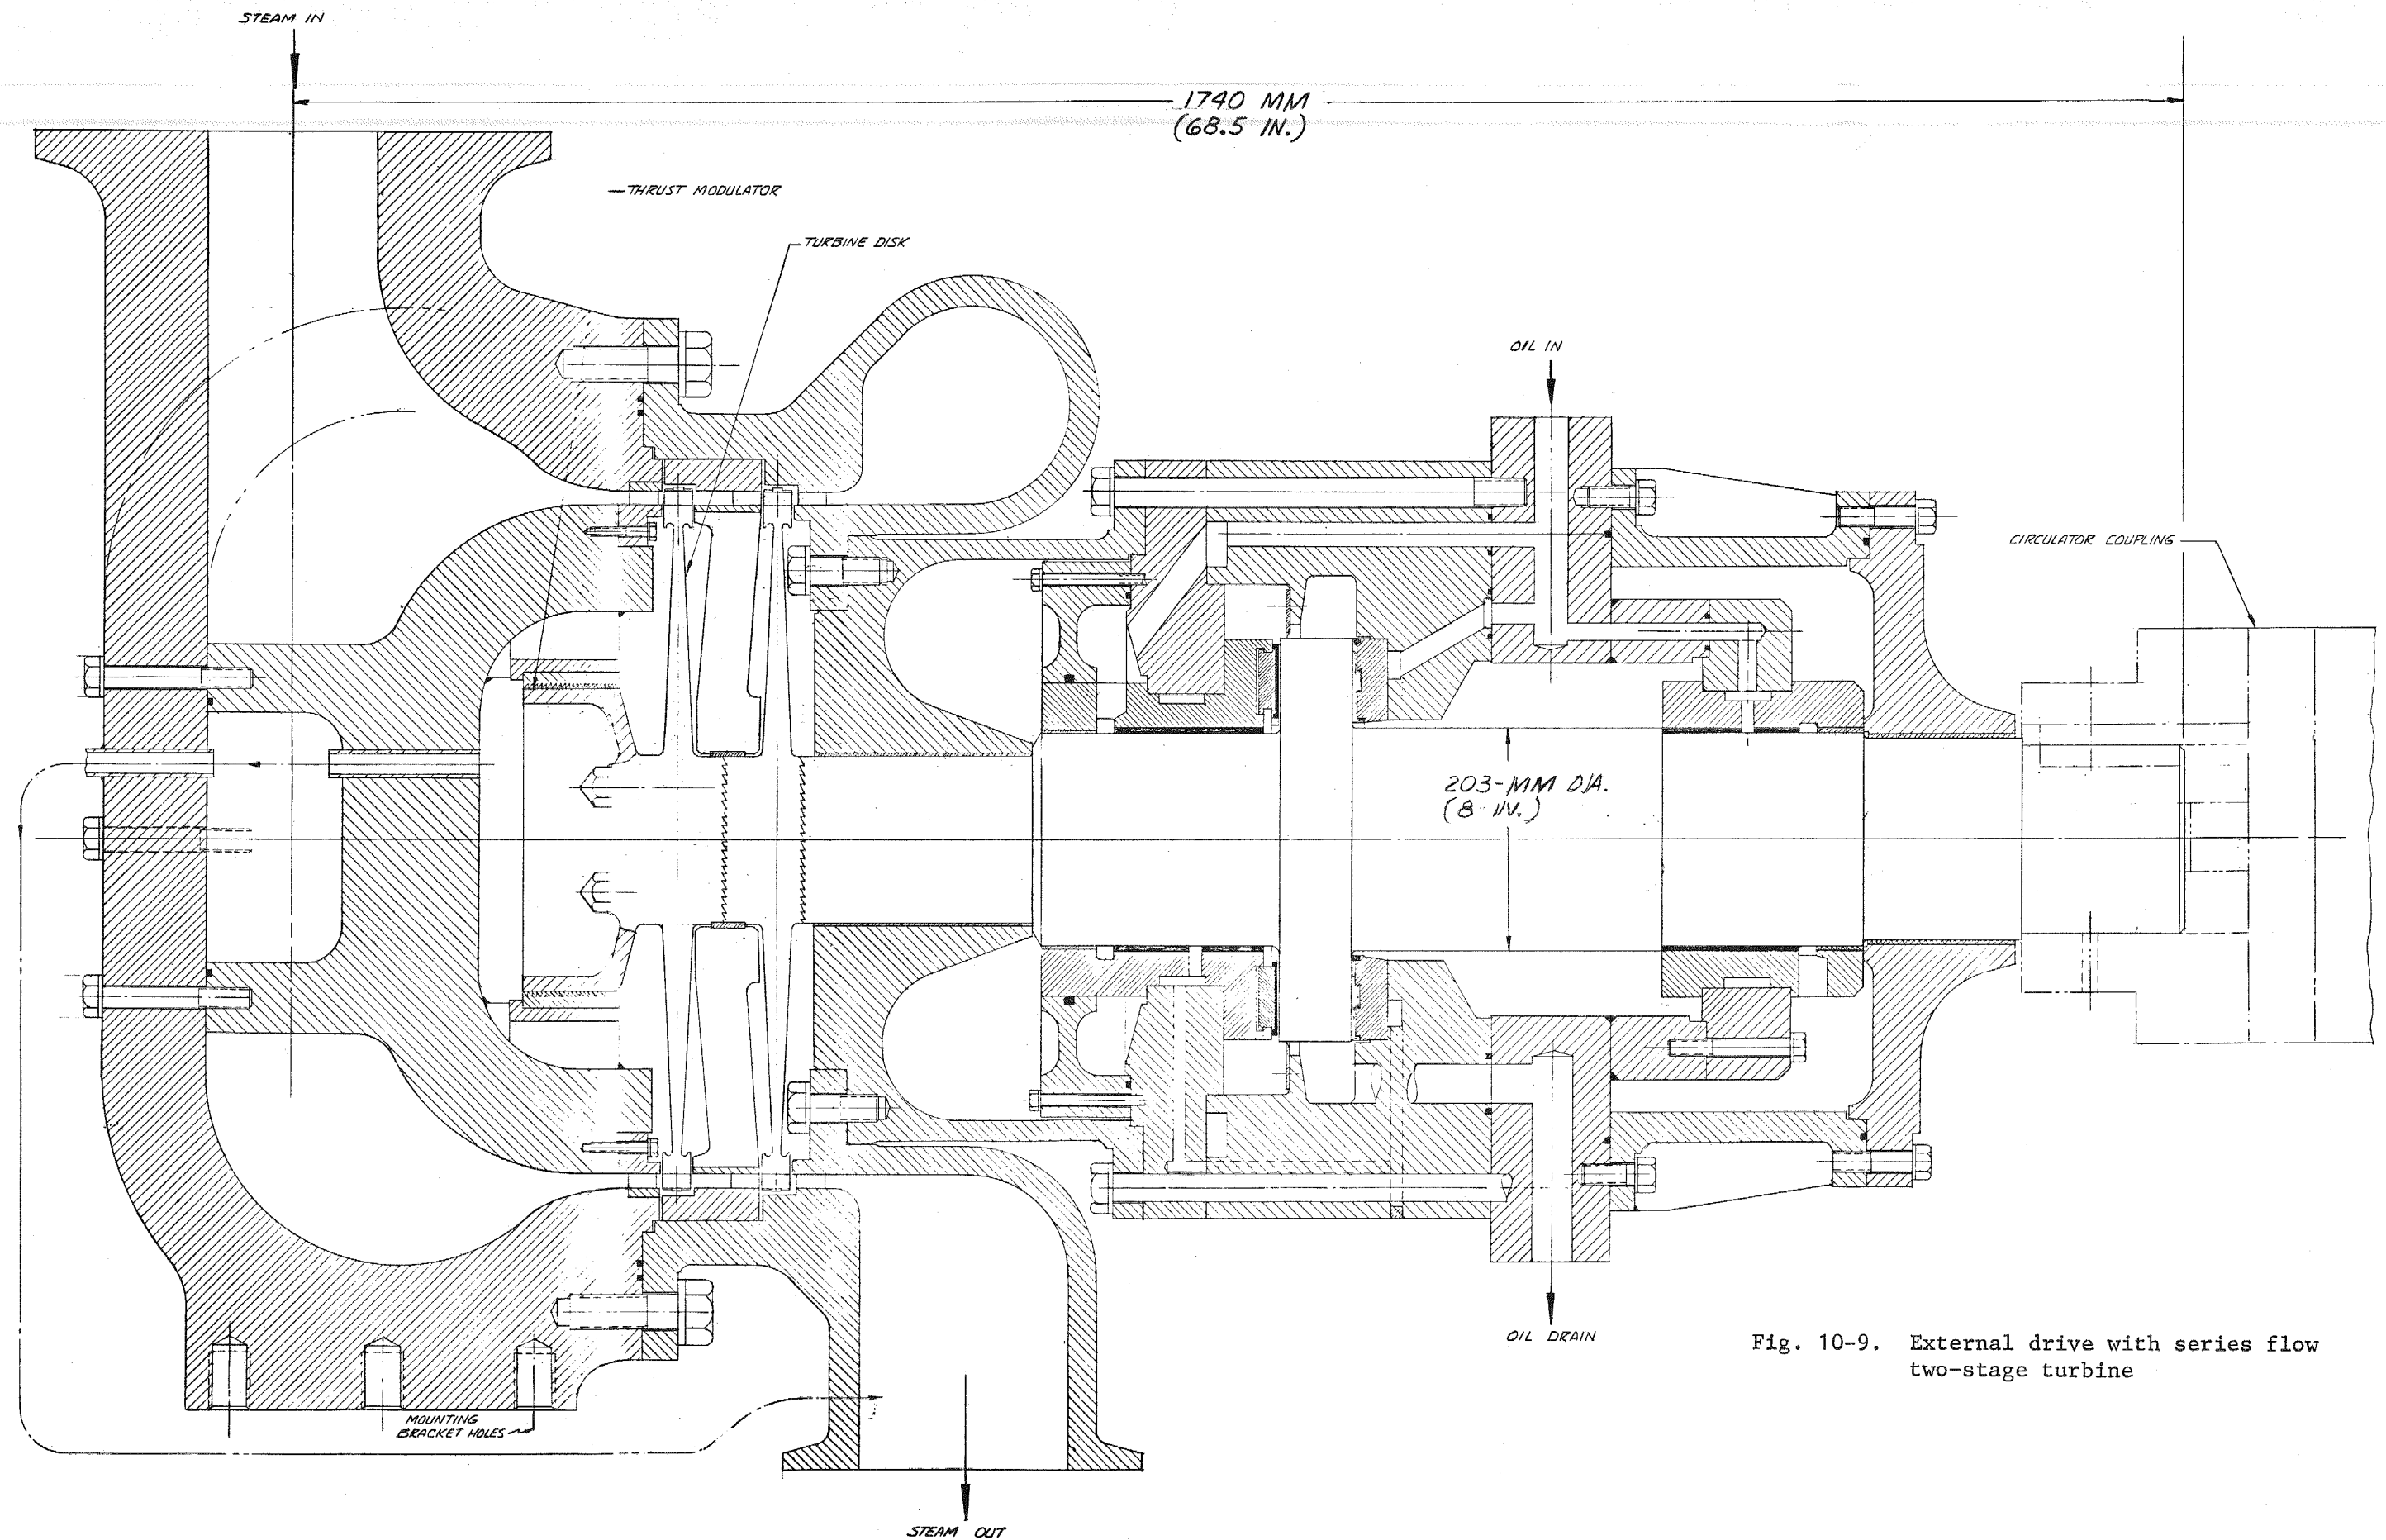 STEAM IN
1740 MM
(68.5 IN.)
THRUST MODULATOR
TURBINE DISK
OIL IN
CIRCULATOR COUPLING
203-MM DIA.
(8 IN.)
OIL DRAIN
Fig. 10-9. External drive with series flow
two-stage turbine
MOUNTING
BRACKET HOLES
STEAM OUT